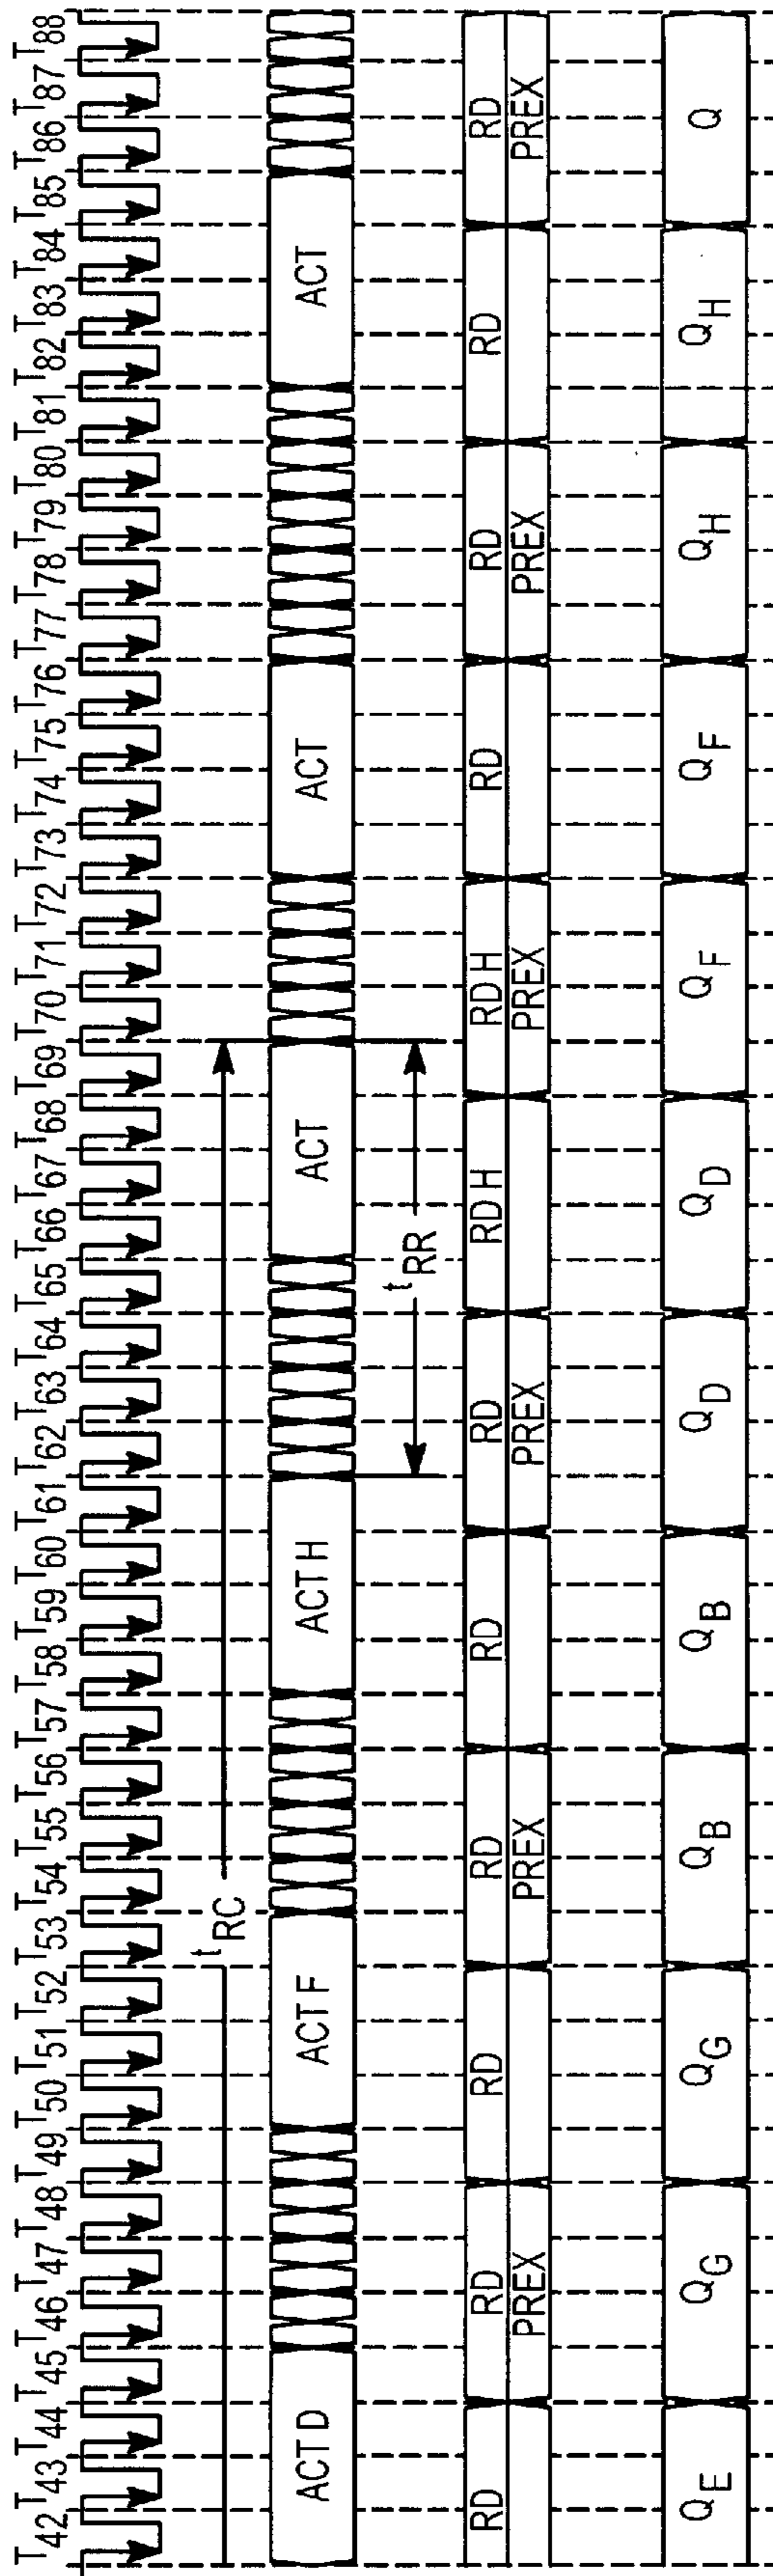 T42 T43 T44 T45 T46 T47 T48 T49 T50 T51 T52 T53 T54 T55 T56 T57 T58 T59 T60 T61 T62 T63 T64 T65 T66 T67 T68 T69 T70 T71 T72 T73 T74 T75 T76 T77 T78 T79 T80 T81 T82 T83 T84 T85 T86 T87 T88
tRC
ACT D ACT F ACT H ACT ACT ACT
tRR
RD RD RD RD RD RD RD H RD H RD RD RD RD
PREX PREX PREX PREX PREX PREX
QE QG QG QB QB QD QD QF QF QH QH Q